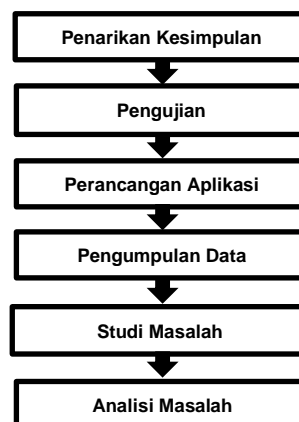 Penarikan Kesimpulan
Pengujian
Perancangan Aplikasi
Pengumpulan Data
Studi Masalah
Analisi Masalah